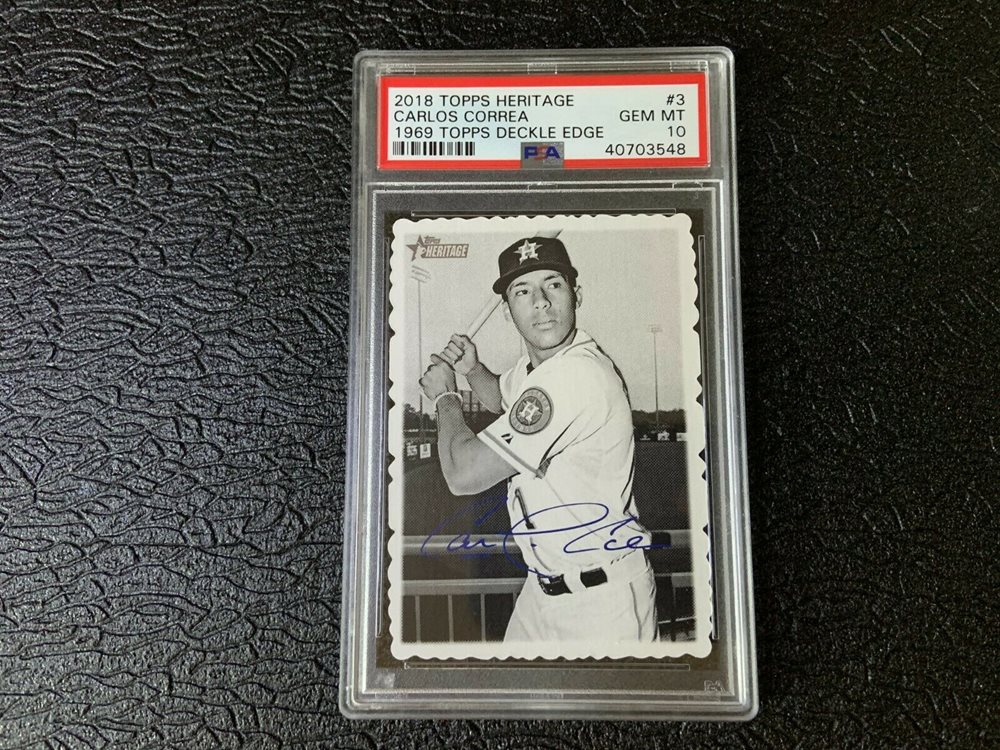 2018 TOPPS HERITAGE #3
CARLOS CORREA GEM MT
1969 TOPPS DECKLE EDGE 10
PSA 40703548
Topps
HERITAGE
H
H